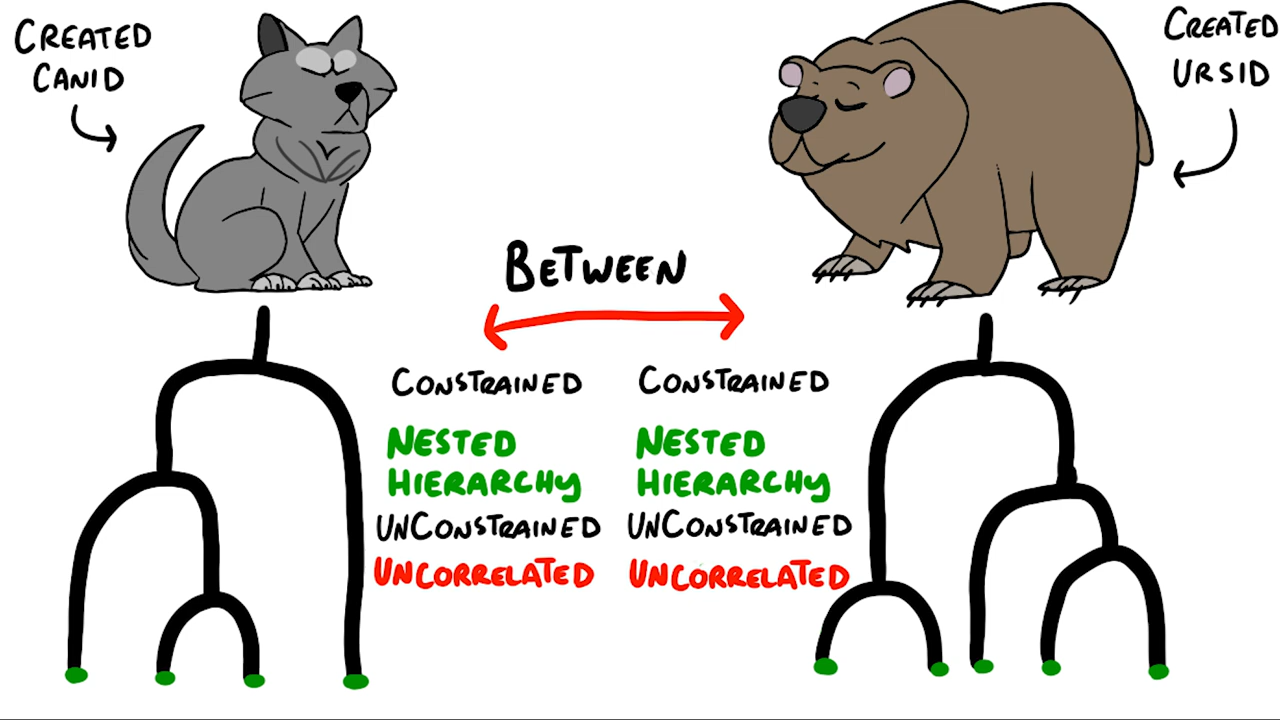 CREATED
CANID
CREATED
URSID
BETWEEN
CONSTRAINED
CONSTRAINED
NESTED
HIERARCHY
NESTED
HIERARCHY
UNCONSTRAINED
UNCONSTRAINED
UNCORRELATED
UNCORRELATED